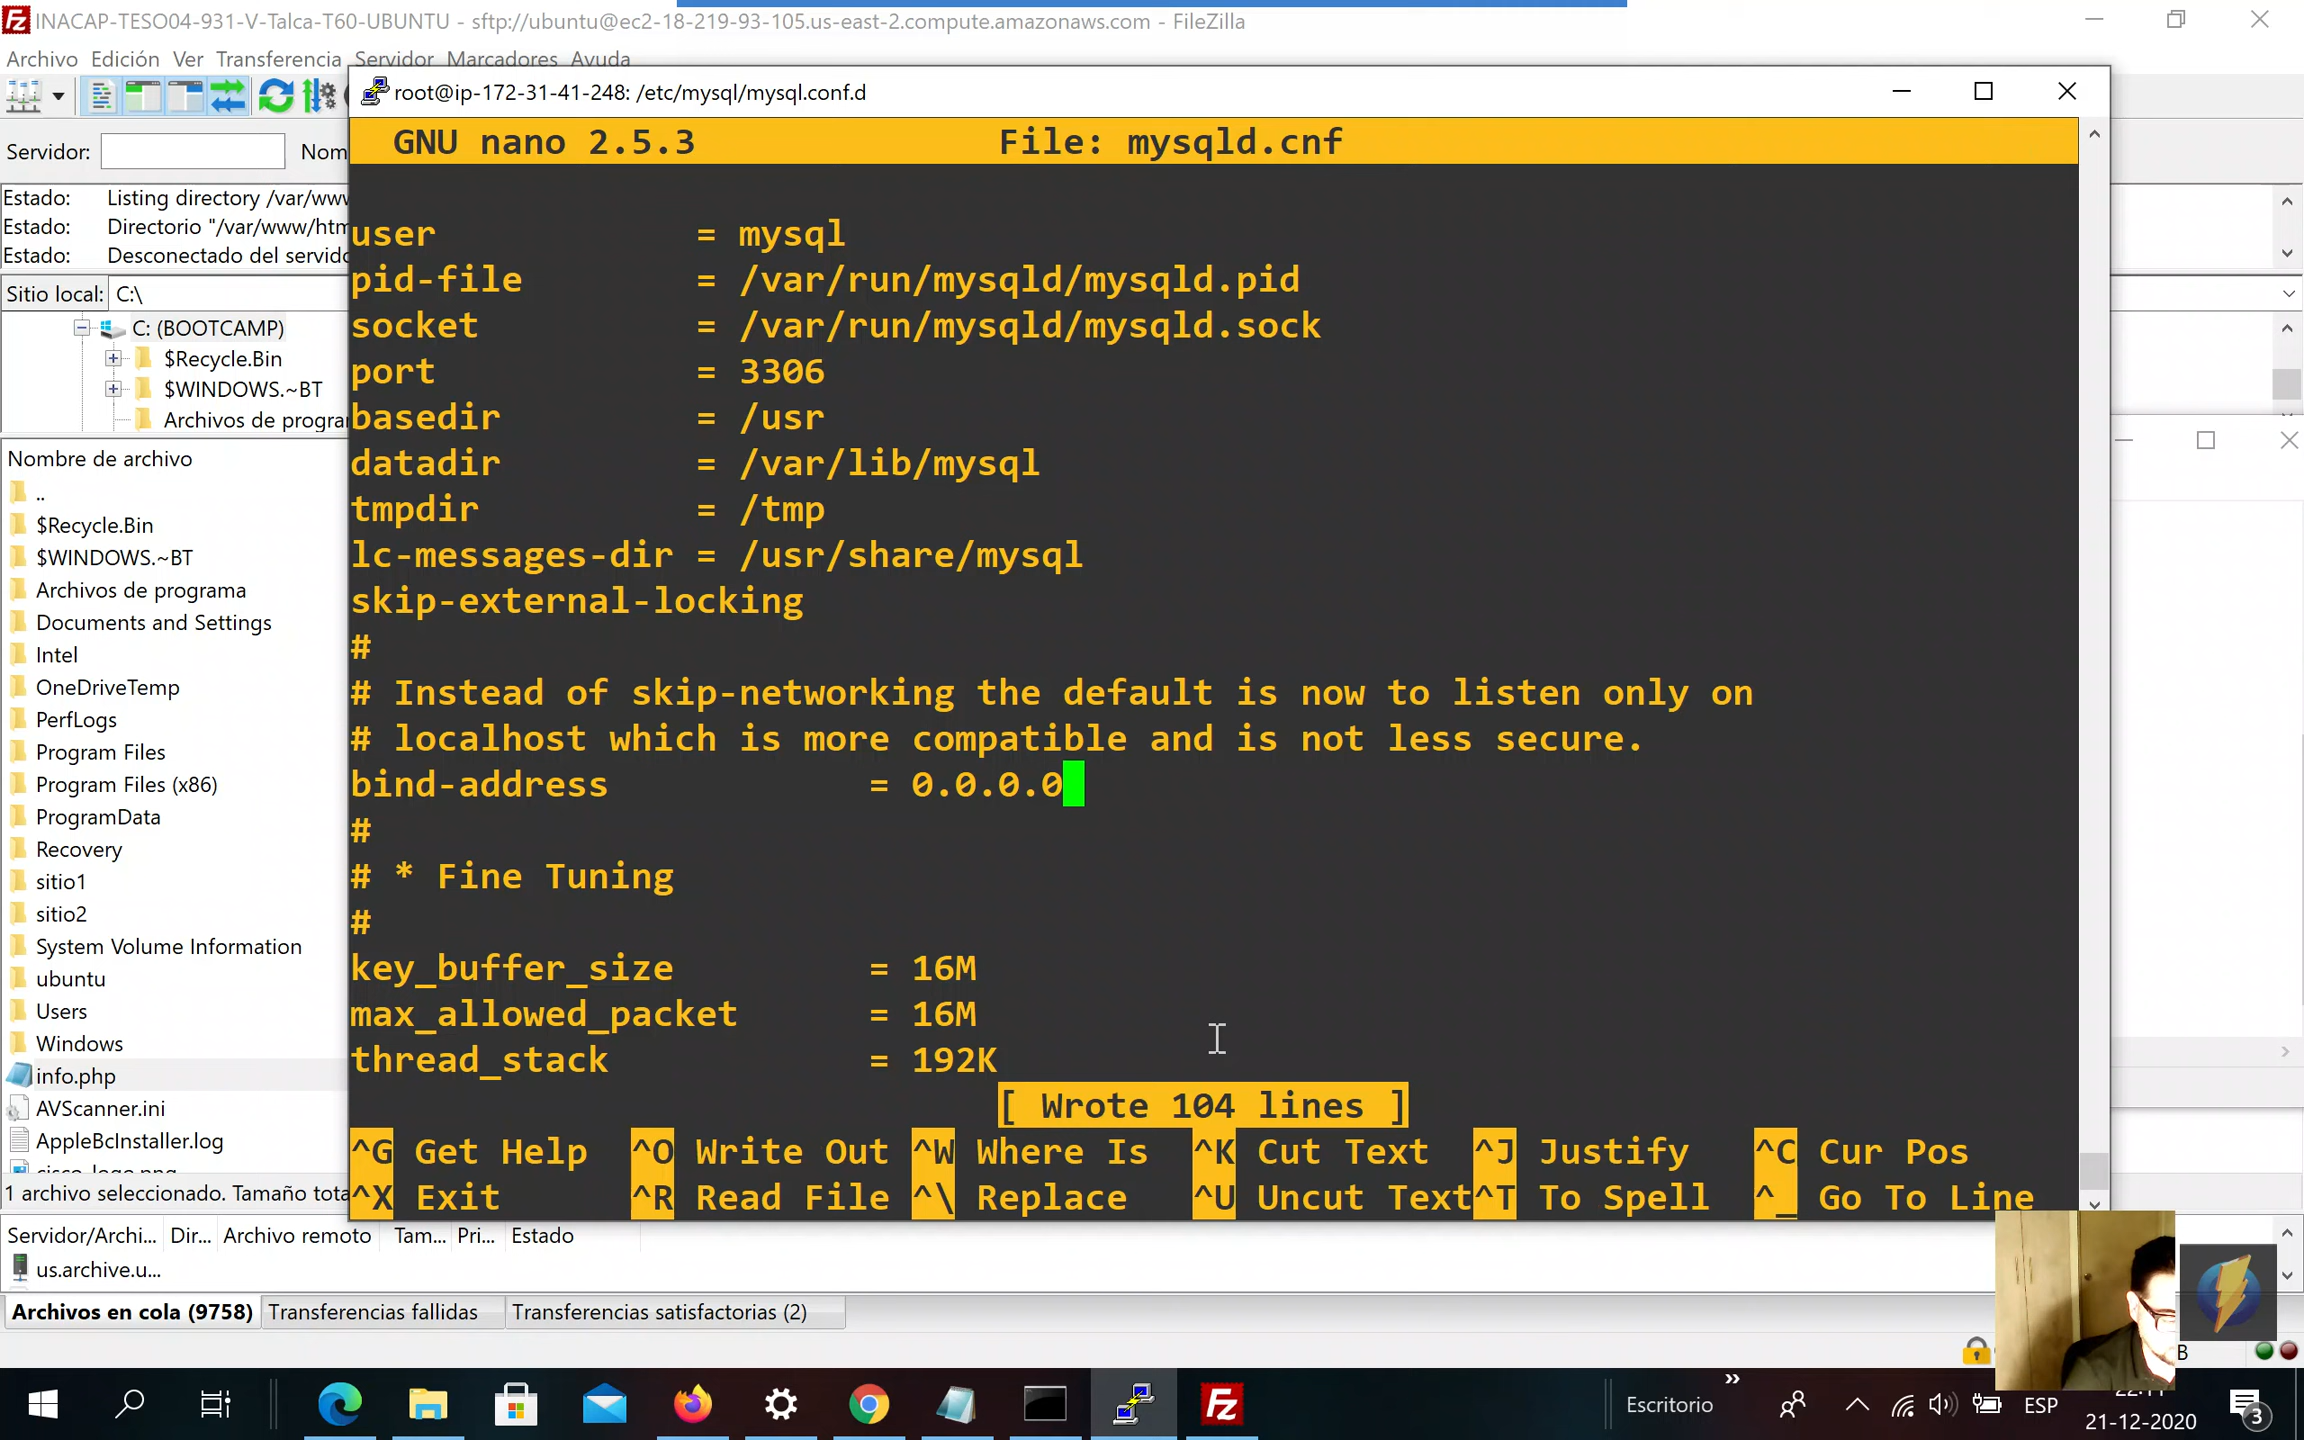 INACAP-TESO04-931-V-Talca-T60-UBUNTU - sftp://ubuntu@ec2-18-219-93-105.us-east-2.compute.amazonaws.com - FileZilla
Archivo Edición Ver Transferencia Servidor Marcadores Ayuda
root@ip-172-31-41-248: /etc/mysql/mysql.conf.d
Servidor: Nom
GNU nano 2.5.3 File: mysqld.cnf
Estado: Listing directory /var/www
Estado: Directorio "/var/www/htm
Estado: Desconectado del servido
Sitio local: C:\
C: (BOOTCAMP)
$Recycle.Bin
$WINDOWS.~BT
Archivos de progra
Nombre de archivo
..
$Recycle.Bin
$WINDOWS.~BT
Archivos de programa
Documents and Settings
Intel
OneDriveTemp
PerfLogs
Program Files
Program Files (x86)
ProgramData
Recovery
sitio1
sitio2
System Volume Information
ubuntu
Users
Windows
info.php
AVScanner.ini
AppleBcInstaller.log
1 archivo seleccionado. Tamaño tota
user = mysql
pid-file = /var/run/mysqld/mysqld.pid
socket = /var/run/mysqld/mysqld.sock
port = 3306
basedir = /usr
datadir = /var/lib/mysql
tmpdir = /tmp
lc-messages-dir = /usr/share/mysql
skip-external-locking
#
# Instead of skip-networking the default is now to listen only on
# localhost which is more compatible and is not less secure.
bind-address = 0.0.0.0
#
# * Fine Tuning
#
key_buffer_size = 16M
max_allowed_packet = 16M
thread_stack = 192K
[ Wrote 104 lines ]
^G Get Help ^O Write Out ^W Where Is ^K Cut Text ^J Justify ^C Cur Pos
^X Exit ^R Read File ^\ Replace ^U Uncut Text ^T To Spell ^_ Go To Line
Servidor/Archi... Dir... Archivo remoto Tam... Pri... Estado
us.archive.u...
Archivos en cola (9758) Transferencias fallidas Transferencias satisfactorias (2)
B
Escritorio » ESP
21-12-2020
3